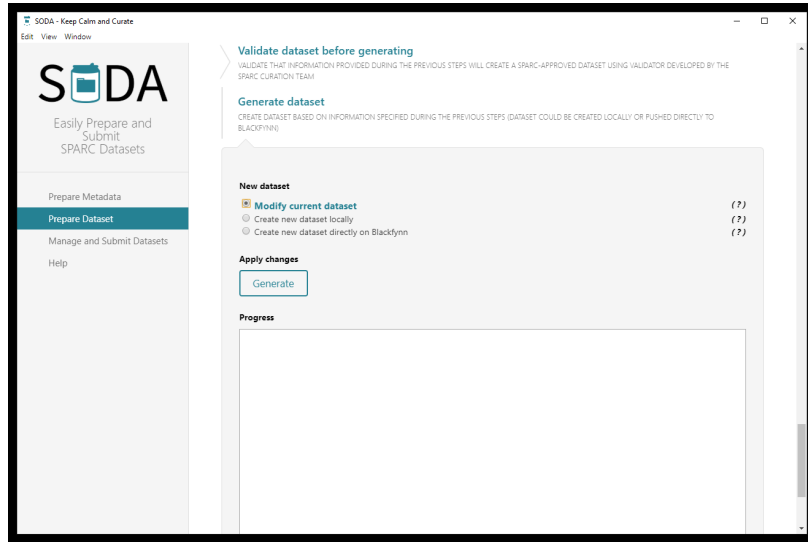 SODA - Keep Calm and Curate
Edit View Window
SODA
Easily Prepare and
Submit
SPARC Datasets
Prepare Metadata
Prepare Dataset
Manage and Submit Datasets
Help
Validate dataset before generating
VALIDATE THAT INFORMATION PROVIDED DURING THE PREVIOUS STEPS WILL CREATE A SPARC-APPROVED DATASET USING VALIDATOR DEVELOPED BY THE
SPARC CURATION TEAM
Generate dataset
CREATE DATASET BASED ON INFORMATION SPECIFIED DURING THE PREVIOUS STEPS (DATASET COULD BE CREATED LOCALLY OR PUSHED DIRECTLY TO
BLACKFYNN)
New dataset
Modify current dataset (?)
Create new dataset locally (?)
Create new dataset directly on Blackfynn (?)
Apply changes
Generate
Progress